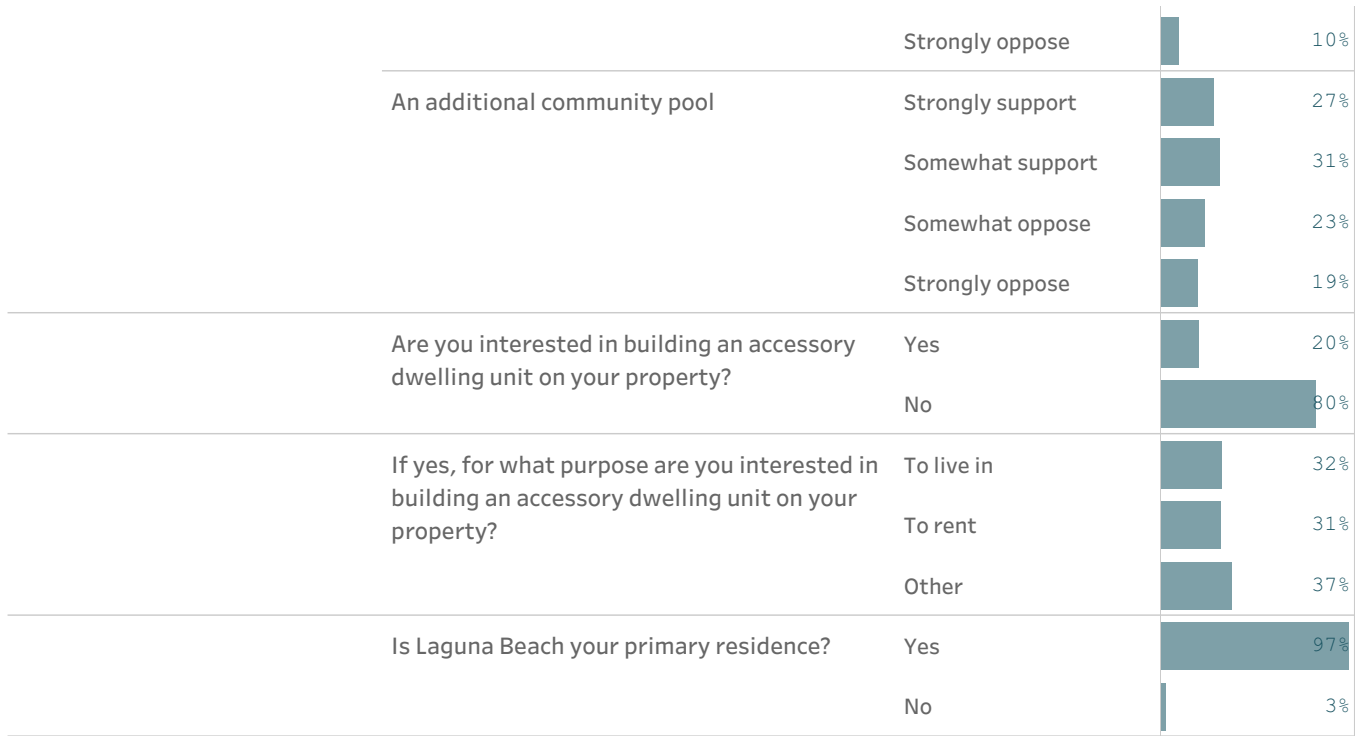 Strongly oppose 10%
An additional community pool Strongly support 27%
Somewhat support 31%
Somewhat oppose 23%
Strongly oppose 19%
Are you interested in building an accessory
dwelling unit on your property?
Yes 20%
No 80%
If yes, for what purpose are you interested in
building an accessory dwelling unit on your
property?
To live in 32%
To rent 31%
Other 37%
Is Laguna Beach your primary residence? Yes 97%
No 3%